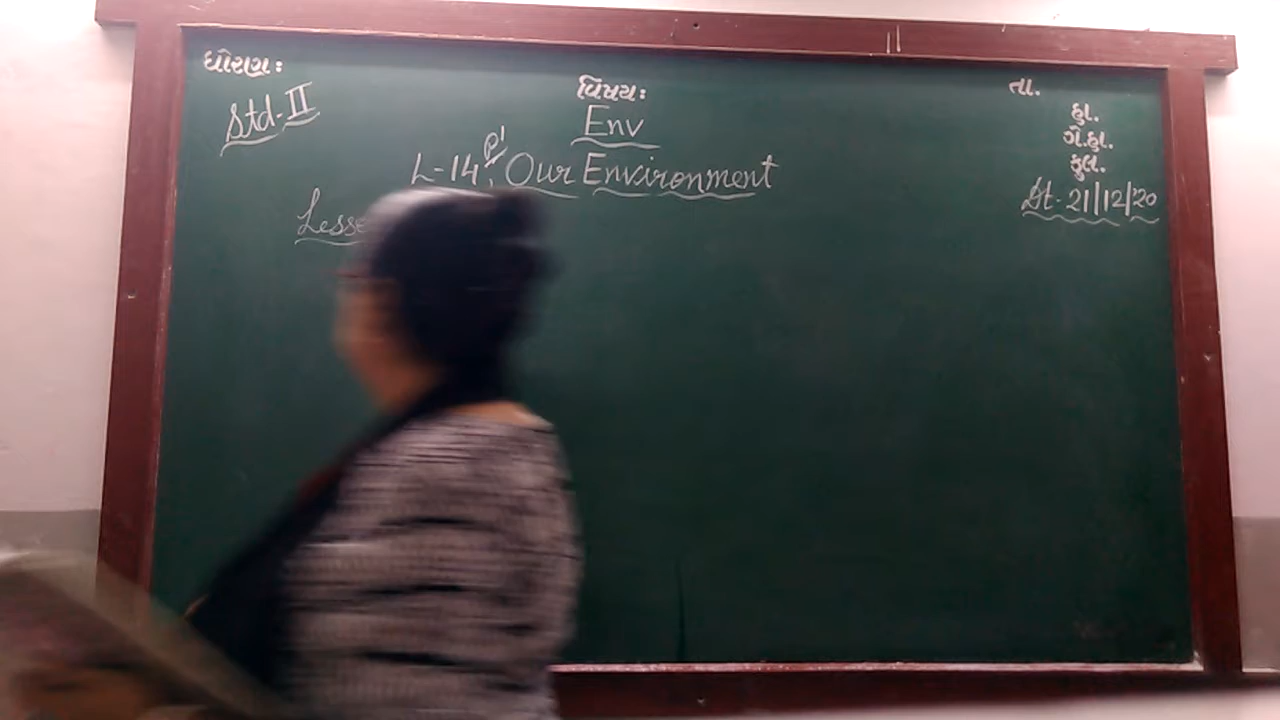 ધોરણ:
Std-II
વિષય:
Env
L-14 : Our Environment
તા.
હા.
ગે.હા.
કુલ.
Dt-21/12/20